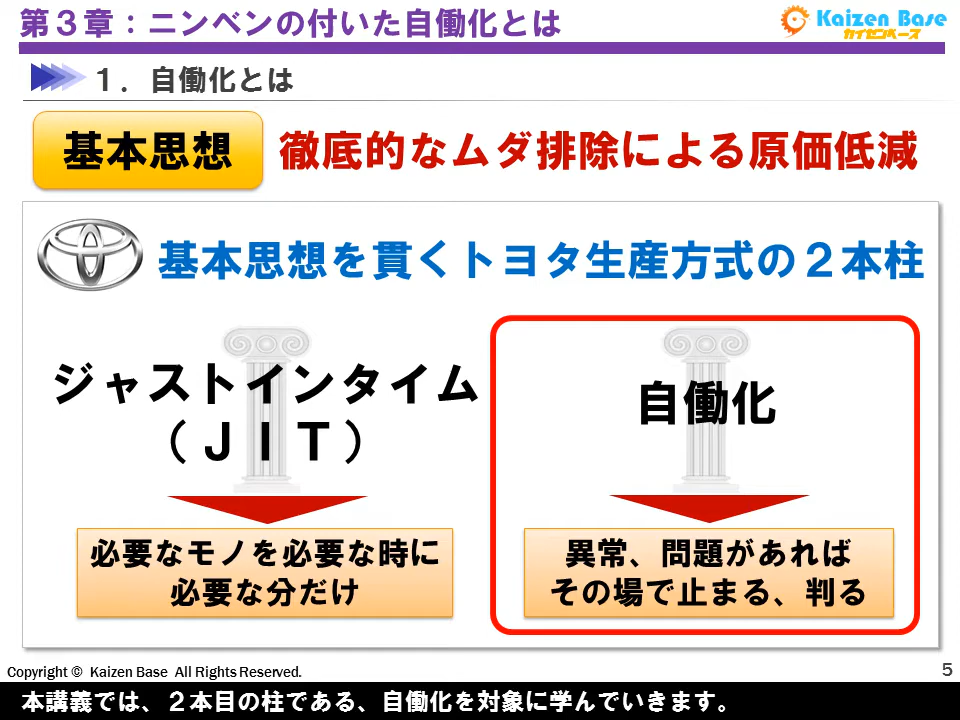 第３章：ニンベンの付いた自働化とは
Kaizen Base
カイゼンベース
１．自働化とは
基本思想
徹底的なムダ排除による原価低減
基本思想を貫くトヨタ生産方式の２本柱
ジャストインタイム
（ＪＩＴ）
必要なモノを必要な時に
必要な分だけ
自働化
異常、問題があれば
その場で止まる、判る
Copyright © Kaizen Base All Rights Reserved.
5
本講義では、２本目の柱である、自働化を対象に学んでいきます。